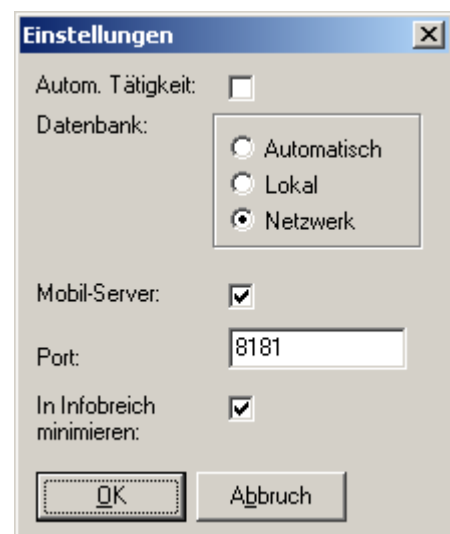 Einstellungen
Autom. Tätigkeit:
Datenbank:
Automatisch
Lokal
Netzwerk
Mobil-Server:
Port:
8181
In Infobreich
minimieren:
OK
Abbruch